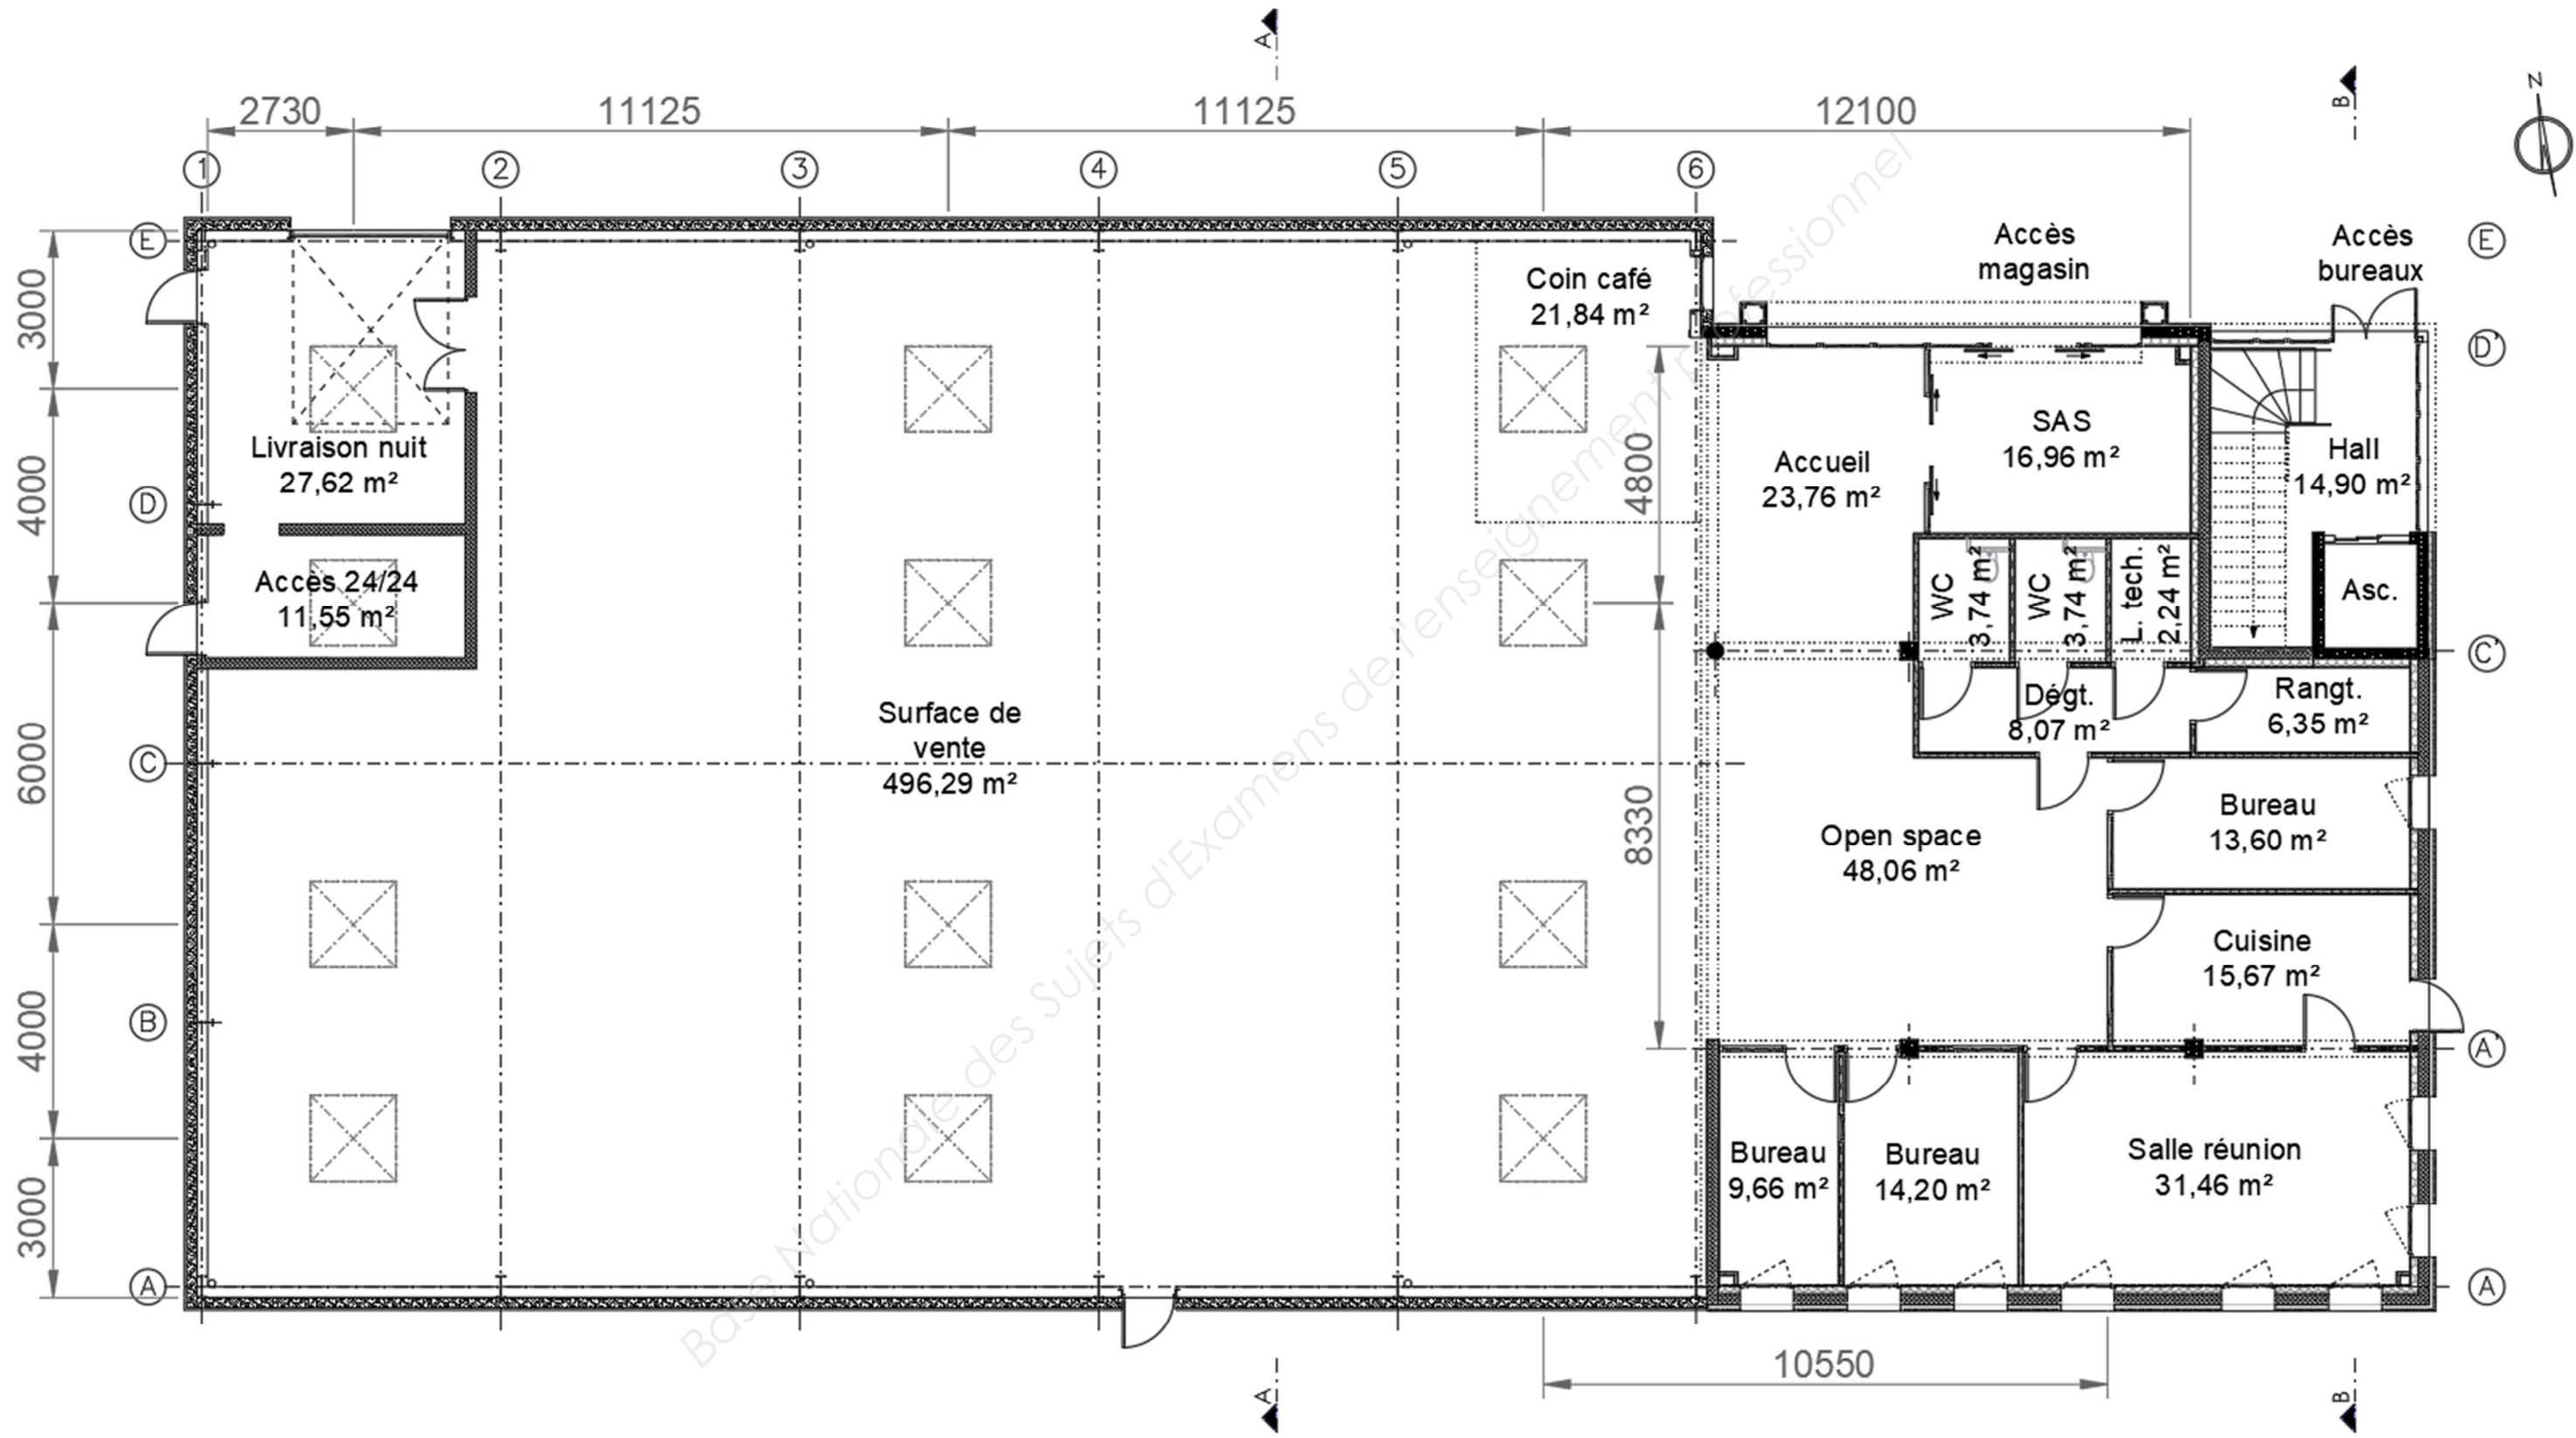 A
B
N
2730
11125
11125
12100
1
2
3
4
5
6
E
Accès
magasin
Accès
bureaux
E
3000
Coin café
21,84 m²
D'
Livraison nuit
27,62 m²
4800
Accueil
23,76 m²
SAS
16,96 m²
Hall
14,90 m²
4000
D
Accès 24/24
11,55 m²
WC
3,74 m²
WC
3,74 m²
L. tech.
2,24 m²
Asc.
C'
Surface de
vente
496,29 m²
Dégt.
8,07 m²
Rangt.
6,35 m²
6000
C
8330
Open space
48,06 m²
Bureau
13,60 m²
Cuisine
15,67 m²
4000
B
A'
Bureau
9,66 m²
Bureau
14,20 m²
Salle réunion
31,46 m²
3000
A
A
10550
A
B
Base Nationale des Sujets d'Examens de l'enseignement professionnel